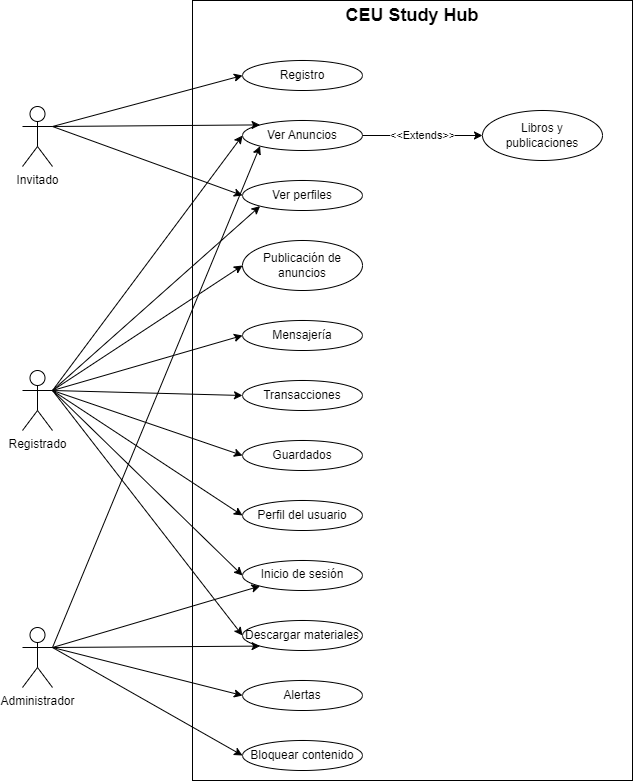 CEU Study Hub
Registro
Invitado
Ver Anuncios
<<Extends>>
Libros y
publicaciones
Ver perfiles
Publicación de
anuncios
Mensajería
Registrado
Transacciones
Guardados
Perfil del usuario
Inicio de sesión
Administrador
Descargar materiales
Alertas
Bloquear contenido